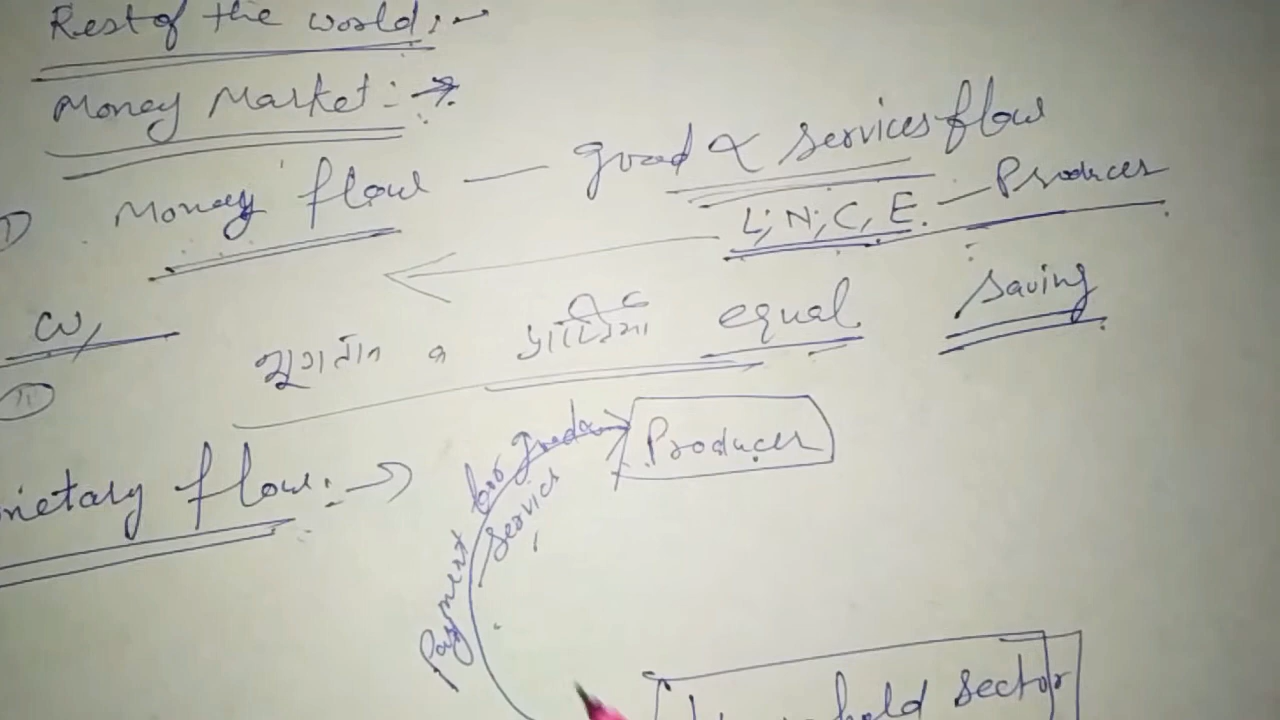 Rest of the world :→
Money Market :→
I) Money flow — good & services flow
L, N, C, E. — Producer
equal saving
II
netary flow :→
Producer
Payment for goods
Service
hold Sector